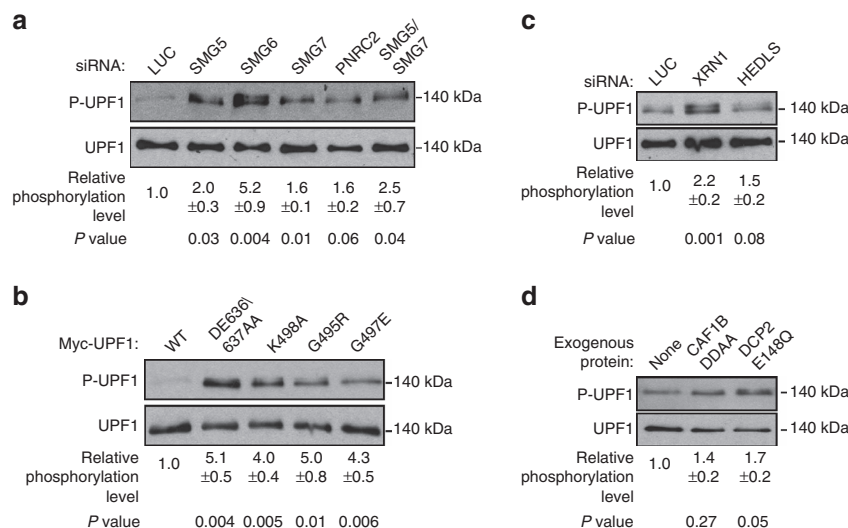 a
siRNA: LUC SMG5 SMG6 SMG7 PNRC2 SMG5/
SMG7
P-UPF1 140 kDa
UPF1 140 kDa
Relative
phosphorylation
level
1.0 2.0 5.2 1.6 1.6 2.5
±0.3 ±0.9 ±0.1 ±0.2 ±0.7
P value 0.03 0.004 0.01 0.06 0.04
b
Myc-UPF1: WT DE636\
637AA K498A G495R G497E
P-UPF1 140 kDa
UPF1 140 kDa
Relative
phosphorylation
level
1.0 5.1 4.0 5.0 4.3
±0.5 ±0.4 ±0.8 ±0.5
P value 0.004 0.005 0.01 0.006
c
siRNA: LUC XRN1 HEDLS
P-UPF1 140 kDa
UPF1 140 kDa
Relative
phosphorylation
level
1.0 2.2 1.5
±0.2 ±0.2
P value 0.001 0.08
d
Exogenous
protein:
None CAF1B
DDAA DCP2
E148Q
P-UPF1 140 kDa
UPF1 140 kDa
Relative
phosphorylation
level
1.0 1.4 1.7
±0.2 ±0.2
P value 0.27 0.05